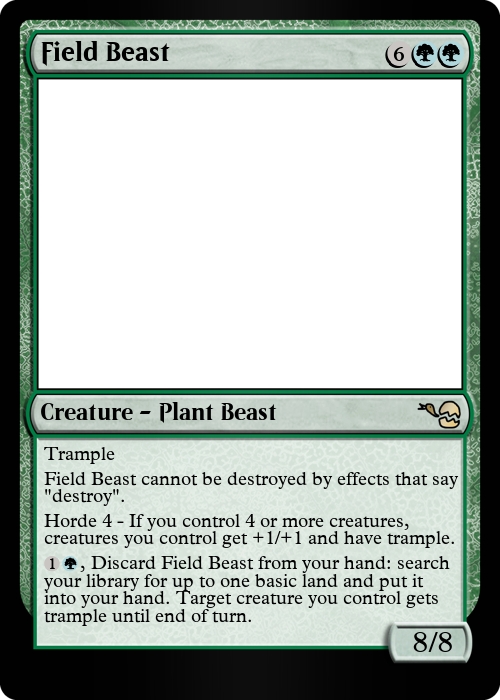 Field Beast 6
Creature – Plant Beast
Trample
Field Beast cannot be destroyed by effects that say
"destroy".
Horde 4 - If you control 4 or more creatures,
creatures you control get +1/+1 and have trample.
1 , Discard Field Beast from your hand: search
your library for up to one basic land and put it
into your hand. Target creature you control gets
trample until end of turn.
8/8